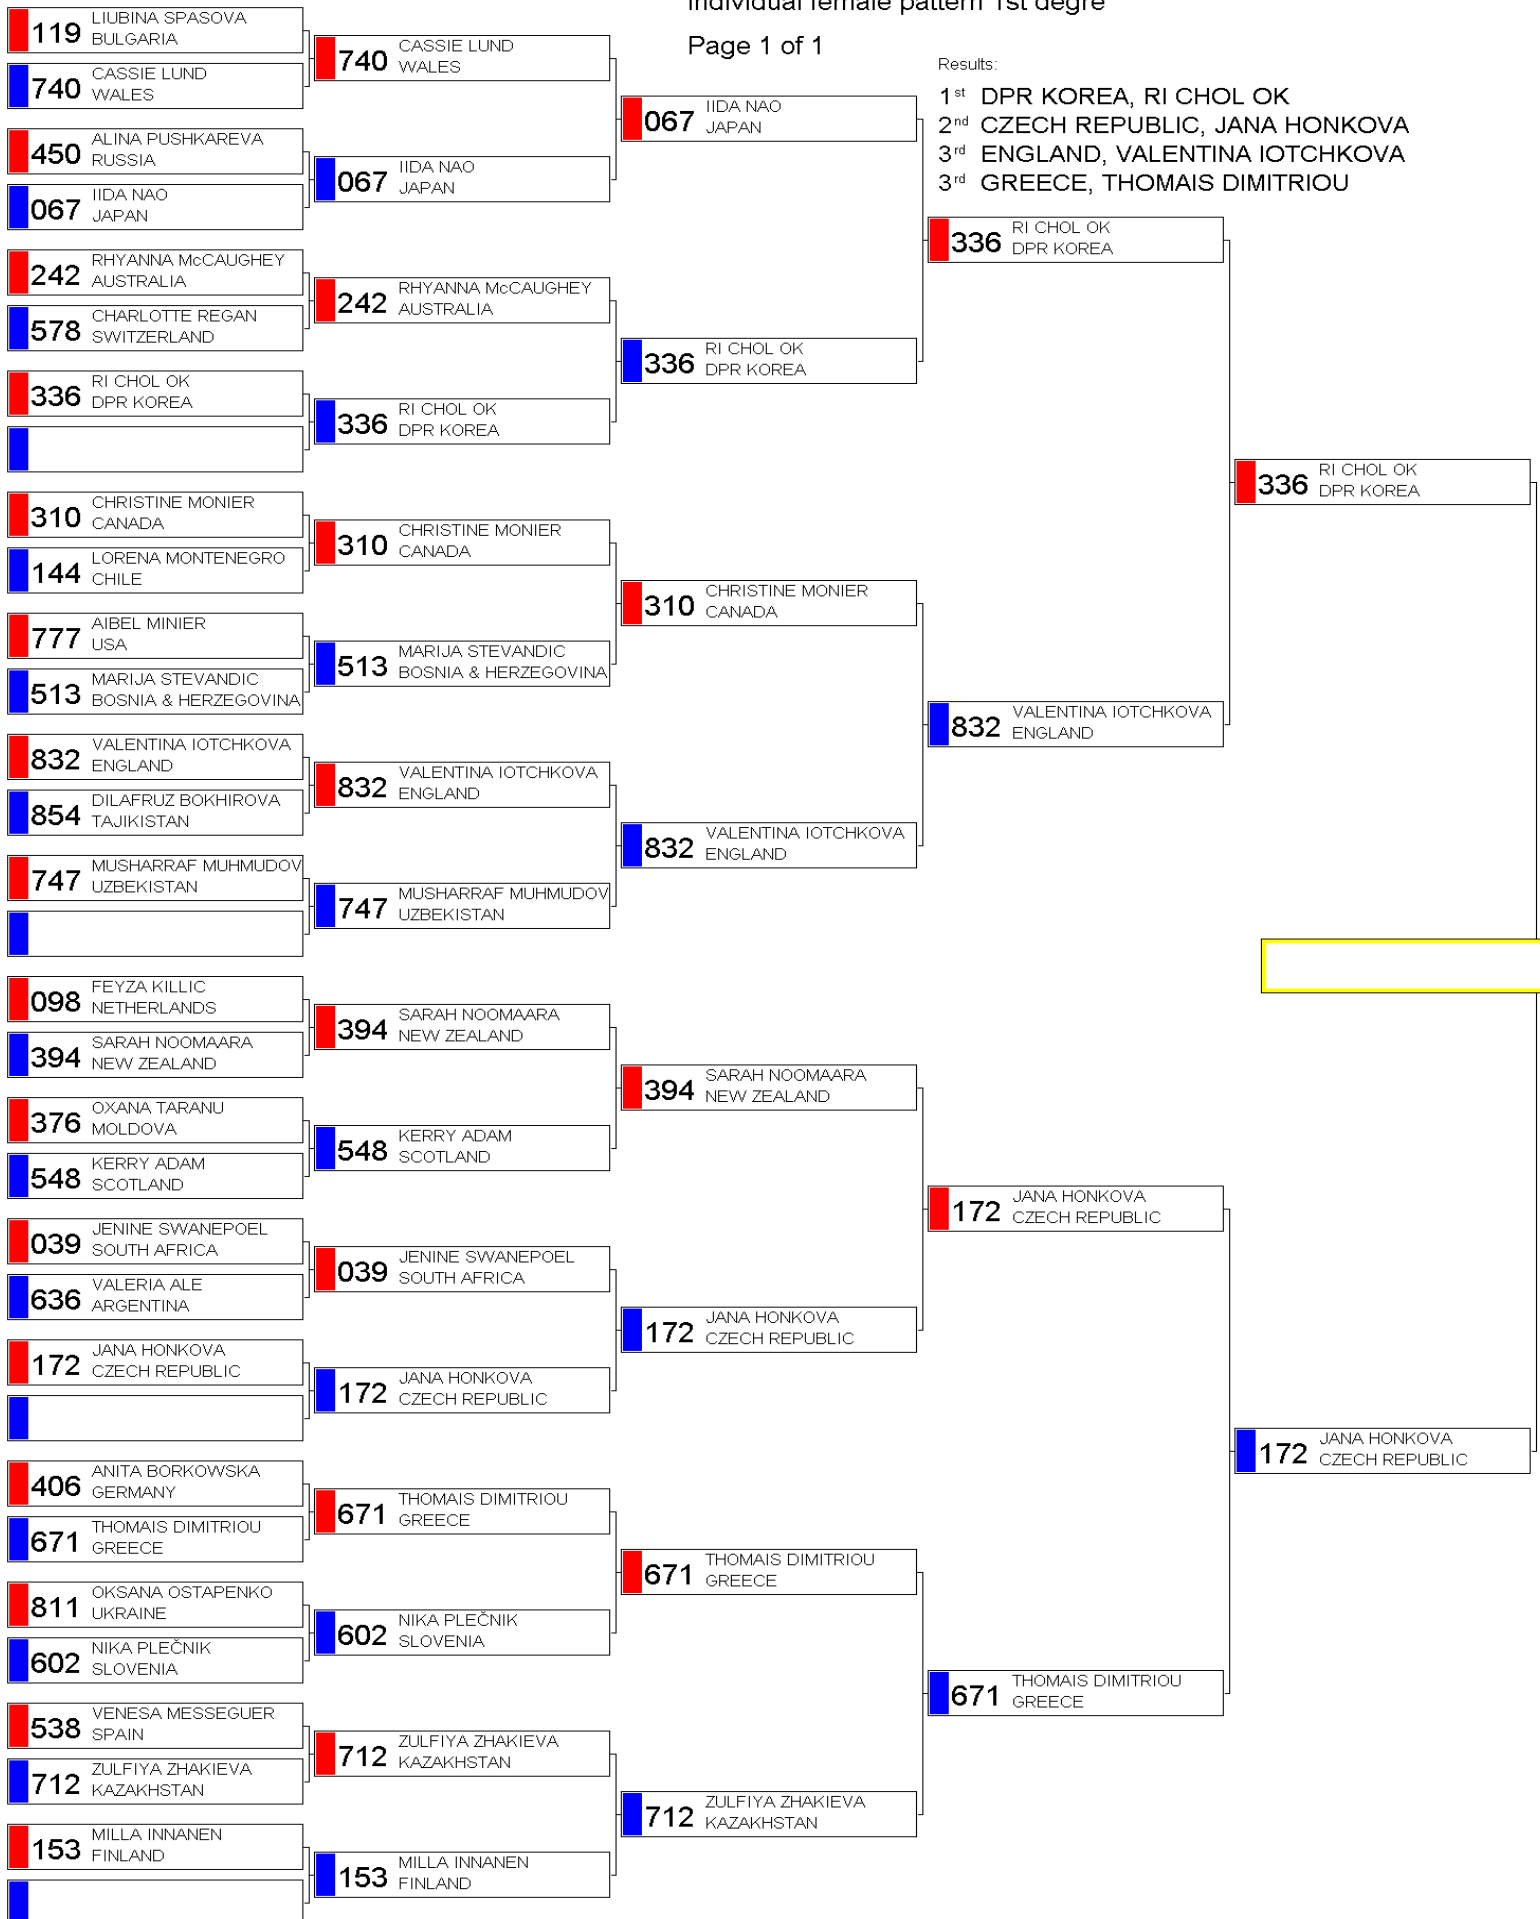 Individual female pattern 1st degre
Page 1 of 1
Results:
1st DPR KOREA, RI CHOL OK
2nd CZECH REPUBLIC, JANA HONKOVA
3rd ENGLAND, VALENTINA IOTCHKOVA
3rd GREECE, THOMAIS DIMITRIOU
119 LIUBINA SPASOVA
BULGARIA
740 CASSIE LUND
WALES
450 ALINA PUSHKAREVA
RUSSIA
067 IIDA NAO
JAPAN
242 RHYANNA McCAUGHEY
AUSTRALIA
578 CHARLOTTE REGAN
SWITZERLAND
336 RI CHOL OK
DPR KOREA
310 CHRISTINE MONIER
CANADA
144 LORENA MONTENEGRO
CHILE
777 AIBEL MINIER
USA
513 MARIJA STEVANDIC
BOSNIA & HERZEGOVINA
832 VALENTINA IOTCHKOVA
ENGLAND
854 DILAFRUZ BOKHIROVA
TAJIKISTAN
747 MUSHARRAF MUHMUDOV
UZBEKISTAN
098 FEYZA KILLIC
NETHERLANDS
394 SARAH NOOMAARA
NEW ZEALAND
376 OXANA TARANU
MOLDOVA
548 KERRY ADAM
SCOTLAND
039 JENINE SWANEPOEL
SOUTH AFRICA
636 VALERIA ALE
ARGENTINA
172 JANA HONKOVA
CZECH REPUBLIC
406 ANITA BORKOWSKA
GERMANY
671 THOMAIS DIMITRIOU
GREECE
811 OKSANA OSTAPENKO
UKRAINE
602 NIKA PLEČNIK
SLOVENIA
538 VENESA MESSEGUER
SPAIN
712 ZULFIYA ZHAKIEVA
KAZAKHSTAN
153 MILLA INNANEN
FINLAND
740 CASSIE LUND
WALES
067 IIDA NAO
JAPAN
242 RHYANNA McCAUGHEY
AUSTRALIA
336 RI CHOL OK
DPR KOREA
310 CHRISTINE MONIER
CANADA
513 MARIJA STEVANDIC
BOSNIA & HERZEGOVINA
832 VALENTINA IOTCHKOVA
ENGLAND
747 MUSHARRAF MUHMUDOV
UZBEKISTAN
394 SARAH NOOMAARA
NEW ZEALAND
548 KERRY ADAM
SCOTLAND
039 JENINE SWANEPOEL
SOUTH AFRICA
172 JANA HONKOVA
CZECH REPUBLIC
671 THOMAIS DIMITRIOU
GREECE
602 NIKA PLEČNIK
SLOVENIA
712 ZULFIYA ZHAKIEVA
KAZAKHSTAN
153 MILLA INNANEN
FINLAND
067 IIDA NAO
JAPAN
336 RI CHOL OK
DPR KOREA
310 CHRISTINE MONIER
CANADA
832 VALENTINA IOTCHKOVA
ENGLAND
394 SARAH NOOMAARA
NEW ZEALAND
172 JANA HONKOVA
CZECH REPUBLIC
671 THOMAIS DIMITRIOU
GREECE
712 ZULFIYA ZHAKIEVA
KAZAKHSTAN
336 RI CHOL OK
DPR KOREA
832 VALENTINA IOTCHKOVA
ENGLAND
172 JANA HONKOVA
CZECH REPUBLIC
671 THOMAIS DIMITRIOU
GREECE
336 RI CHOL OK
DPR KOREA
172 JANA HONKOVA
CZECH REPUBLIC